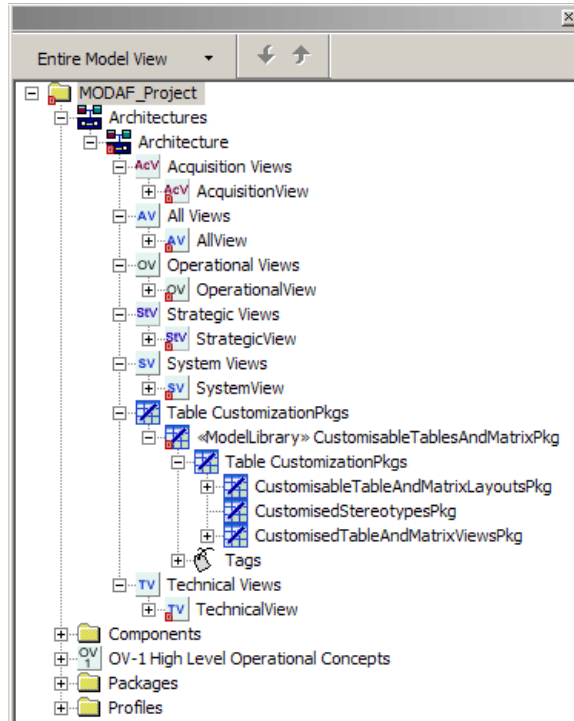 Entire Model View
MODAF_Project
Architectures
Architecture
AcV Acquisition Views
AcV AcquisitionView
AV All Views
AV AllView
OV Operational Views
OV OperationalView
StV Strategic Views
StV StrategicView
SV System Views
SV SystemView
Table CustomizationPkgs
«ModelLibrary» CustomisableTablesAndMatrixPkg
Table CustomizationPkgs
CustomisableTableAndMatrixLayoutsPkg
CustomisedStereotypesPkg
CustomisedTableAndMatrixViewsPkg
Tags
TV Technical Views
TV TechnicalView
Components
OV 1 OV-1 High Level Operational Concepts
Packages
Profiles